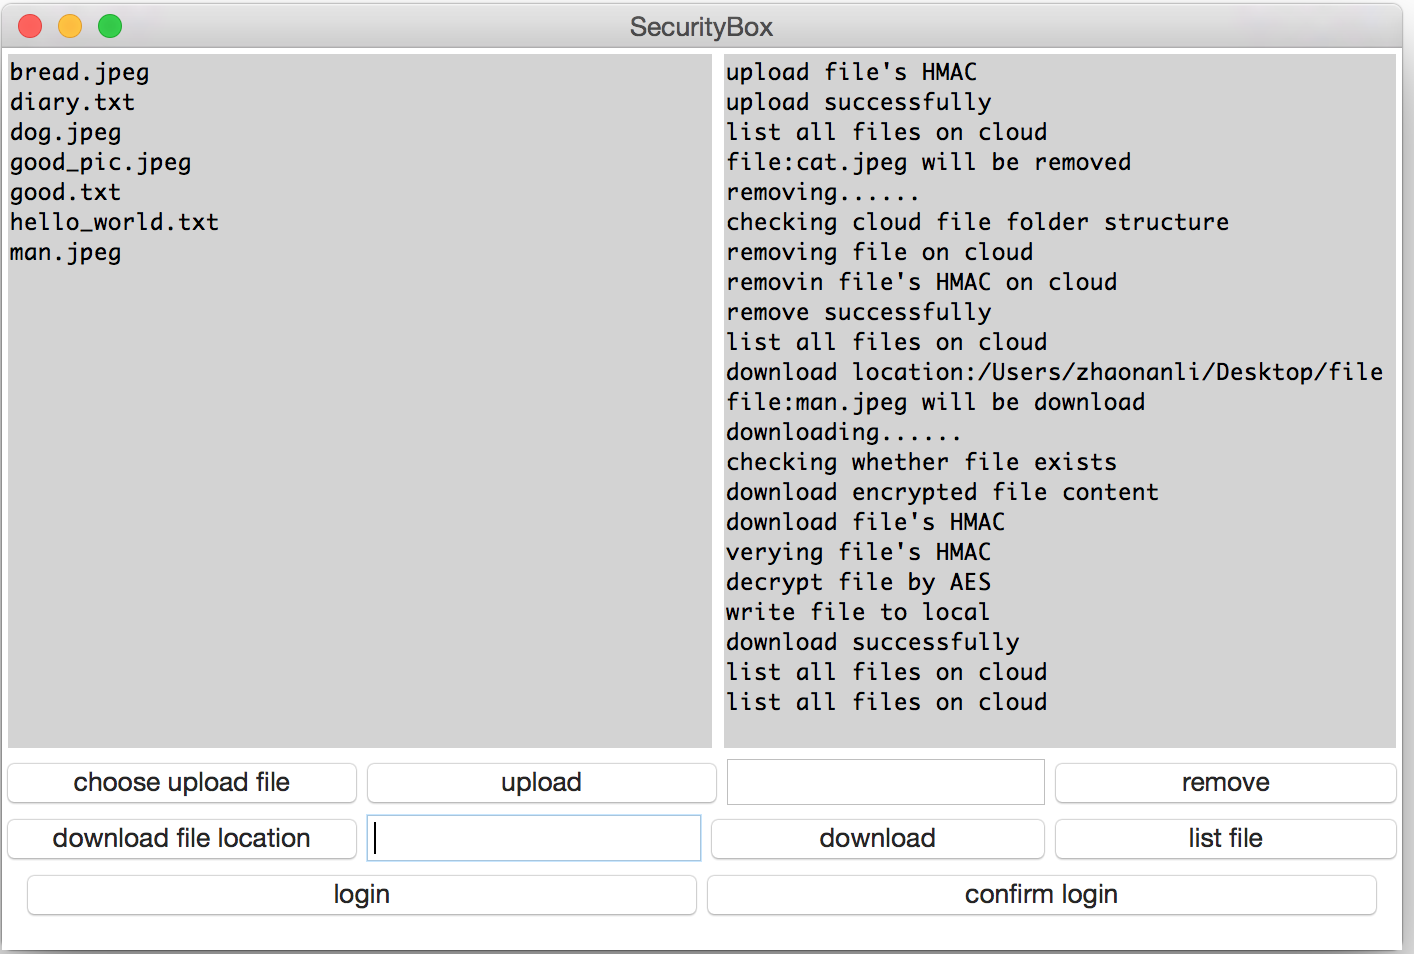 SecurityBox
bread.jpeg
diary.txt
dog.jpeg
good_pic.jpeg
good.txt
hello_world.txt
man.jpeg
upload file's HMAC
upload successfully
list all files on cloud
file:cat.jpeg will be removed
removing......
checking cloud file folder structure
removing file on cloud
removin file's HMAC on cloud
remove successfully
list all files on cloud
download location:/Users/zhaonanli/Desktop/file
file:man.jpeg will be download
downloading......
checking whether file exists
download encrypted file content
download file's HMAC
verying file's HMAC
decrypt file by AES
write file to local
download successfully
list all files on cloud
list all files on cloud
choose upload file
upload
remove
download file location
download
list file
login
confirm login